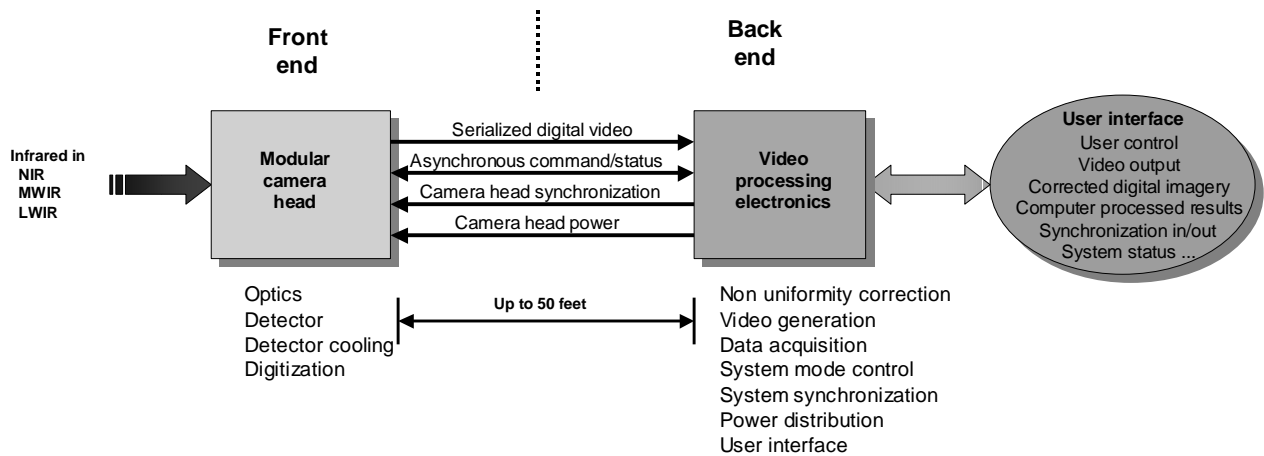 Front
end
Back
end
Infrared in
NIR
MWIR
LWIR
Modular
camera
head
Serialized digital video
Asynchronous command/status
Camera head synchronization
Camera head power
Video
processing
electronics
User interface
User control
Video output
Corrected digital imagery
Computer processed results
Synchronization in/out
System status ...
Optics
Detector
Detector cooling
Digitization
Up to 50 feet
Non uniformity correction
Video generation
Data acquisition
System mode control
System synchronization
Power distribution
User interface